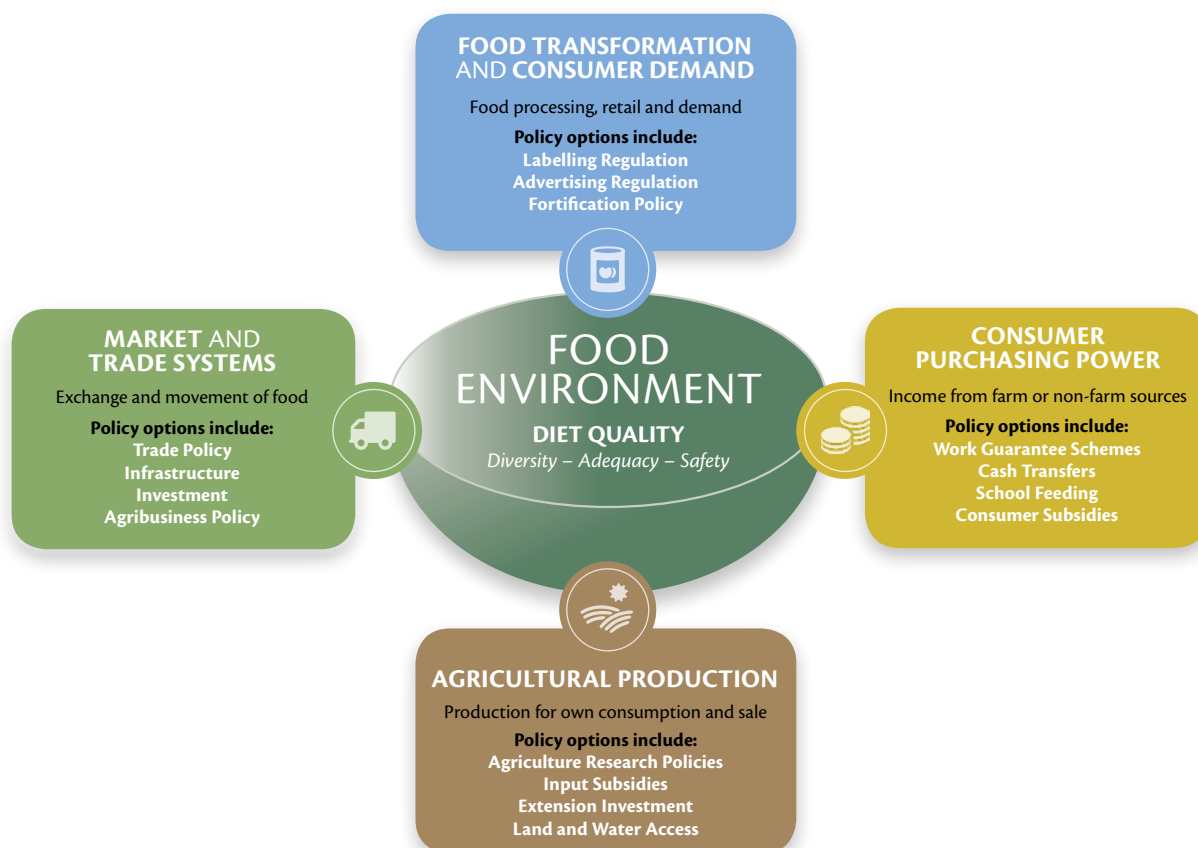 FOOD TRANSFORMATION
AND CONSUMER DEMAND
Food processing, retail and demand
Policy options include:
Labelling Regulation
Advertising Regulation
Fortification Policy
MARKET AND
TRADE SYSTEMS
Exchange and movement of food
Policy options include:
Trade Policy
Infrastructure
Investment
Agribusiness Policy
FOOD
ENVIRONMENT
DIET QUALITY
Diversity – Adequacy – Safety
CONSUMER
PURCHASING POWER
Income from farm or non-farm sources
Policy options include:
Work Guarantee Schemes
Cash Transfers
School Feeding
Consumer Subsidies
AGRICULTURAL PRODUCTION
Production for own consumption and sale
Policy options include:
Agriculture Research Policies
Input Subsidies
Extension Investment
Land and Water Access